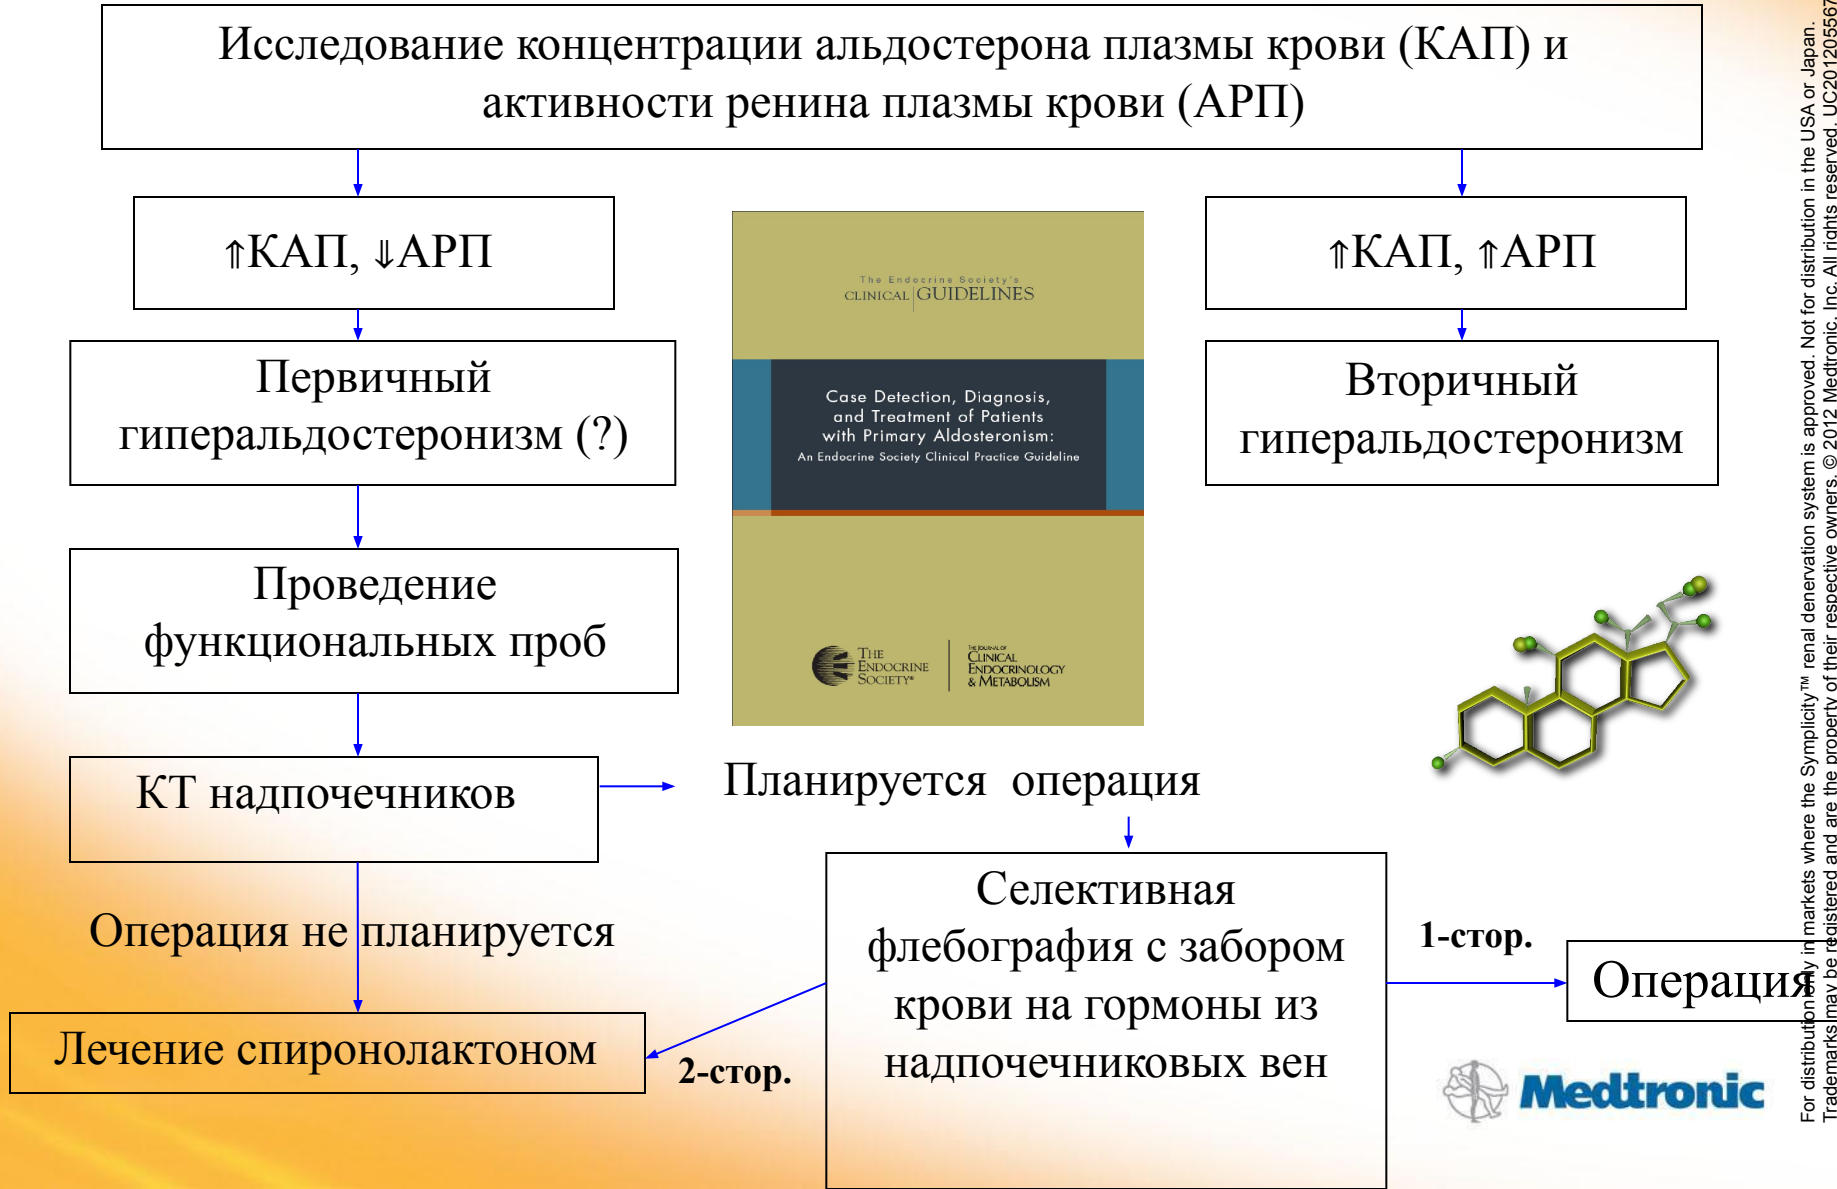 Исследование концентрации альдостерона плазмы крови (КАП) и
активности ренина плазмы крови (АРП)
⇑КАП, ⇓АРП
⇑КАП, ⇑АРП
Первичный
гиперальдостеронизм (?)
The Endocrine Society's
CLINICAL GUIDELINES
Case Detection, Diagnosis,
and Treatment of Patients
with Primary Aldosteronism:
An Endocrine Society Clinical Practice Guideline
THE
ENDOCRINE
SOCIETY®
THE JOURNAL OF
CLINICAL
ENDOCRINOLOGY
& METABOLISM
Вторичный
гиперальдостеронизм
Проведение
функциональных проб
КТ надпочечников
Планируется операция
Операция не планируется
Селективная
флебография с забором
крови на гормоны из
надпочечниковых вен
1-стор.
Операция
Лечение спиронолактоном
2-стор.
Medtronic
For distribution only in markets where the Symplicity™ renal denervation system is approved. Not for distribution in the USA or Japan.
Trademarks may be registered and are the property of their respective owners. © 2012 Medtronic, Inc. All rights reserved. UC201205567